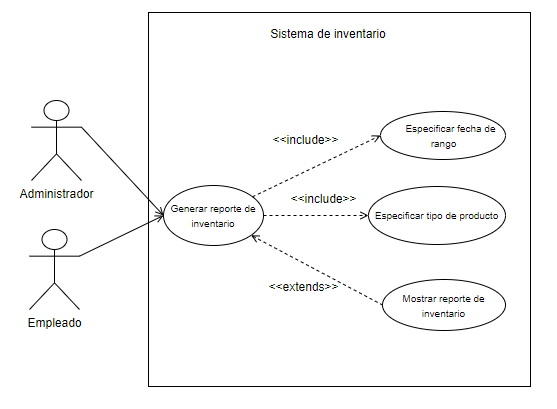 Sistema de inventario
Especificar fecha de
rango
<<include>>
Administrador
<<include>>
Generar reporte de
inventario
Especificar tipo de producto
<<extends>>
Mostrar reporte de
inventario
Empleado